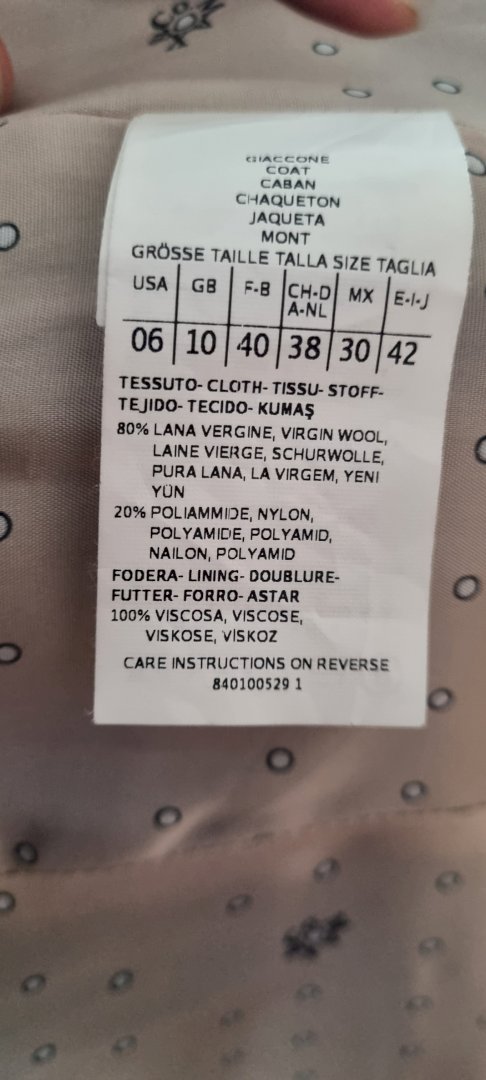 GIACCONE
COAT
CABAN
CHAQUETON
JAQUETA
MONT
GRÖSSE TAILLE TALLA SIZE TAGLIA
USA GB F-B CH-D A-NL MX E-I-J
06 10 40 38 30 42
TESSUTO- CLOTH- TISSU- STOFF-
TEJIDO- TECIDO- KUMAŞ
80% LANA VERGINE, VIRGIN WOOL,
LAINE VIERGE, SCHURWOLLE,
PURA LANA, LA VIRGEM, YENI
YÜN
20% POLIAMMIDE, NYLON,
POLYAMIDE, POLYAMID,
NAILON, POLYAMID
FODERA- LINING- DOUBLURE-
FUTTER- FORRO- ASTAR
100% VISCOSA, VISCOSE,
VISKOSE, VİSKOZ
CARE INSTRUCTIONS ON REVERSE
840100529 1